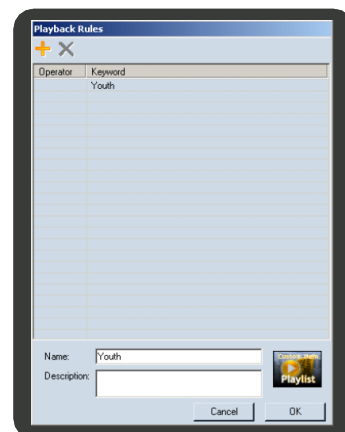 Playback Rules
Operator Keyword
Youth
Name: Youth
Description:
Playlist
Cancel OK